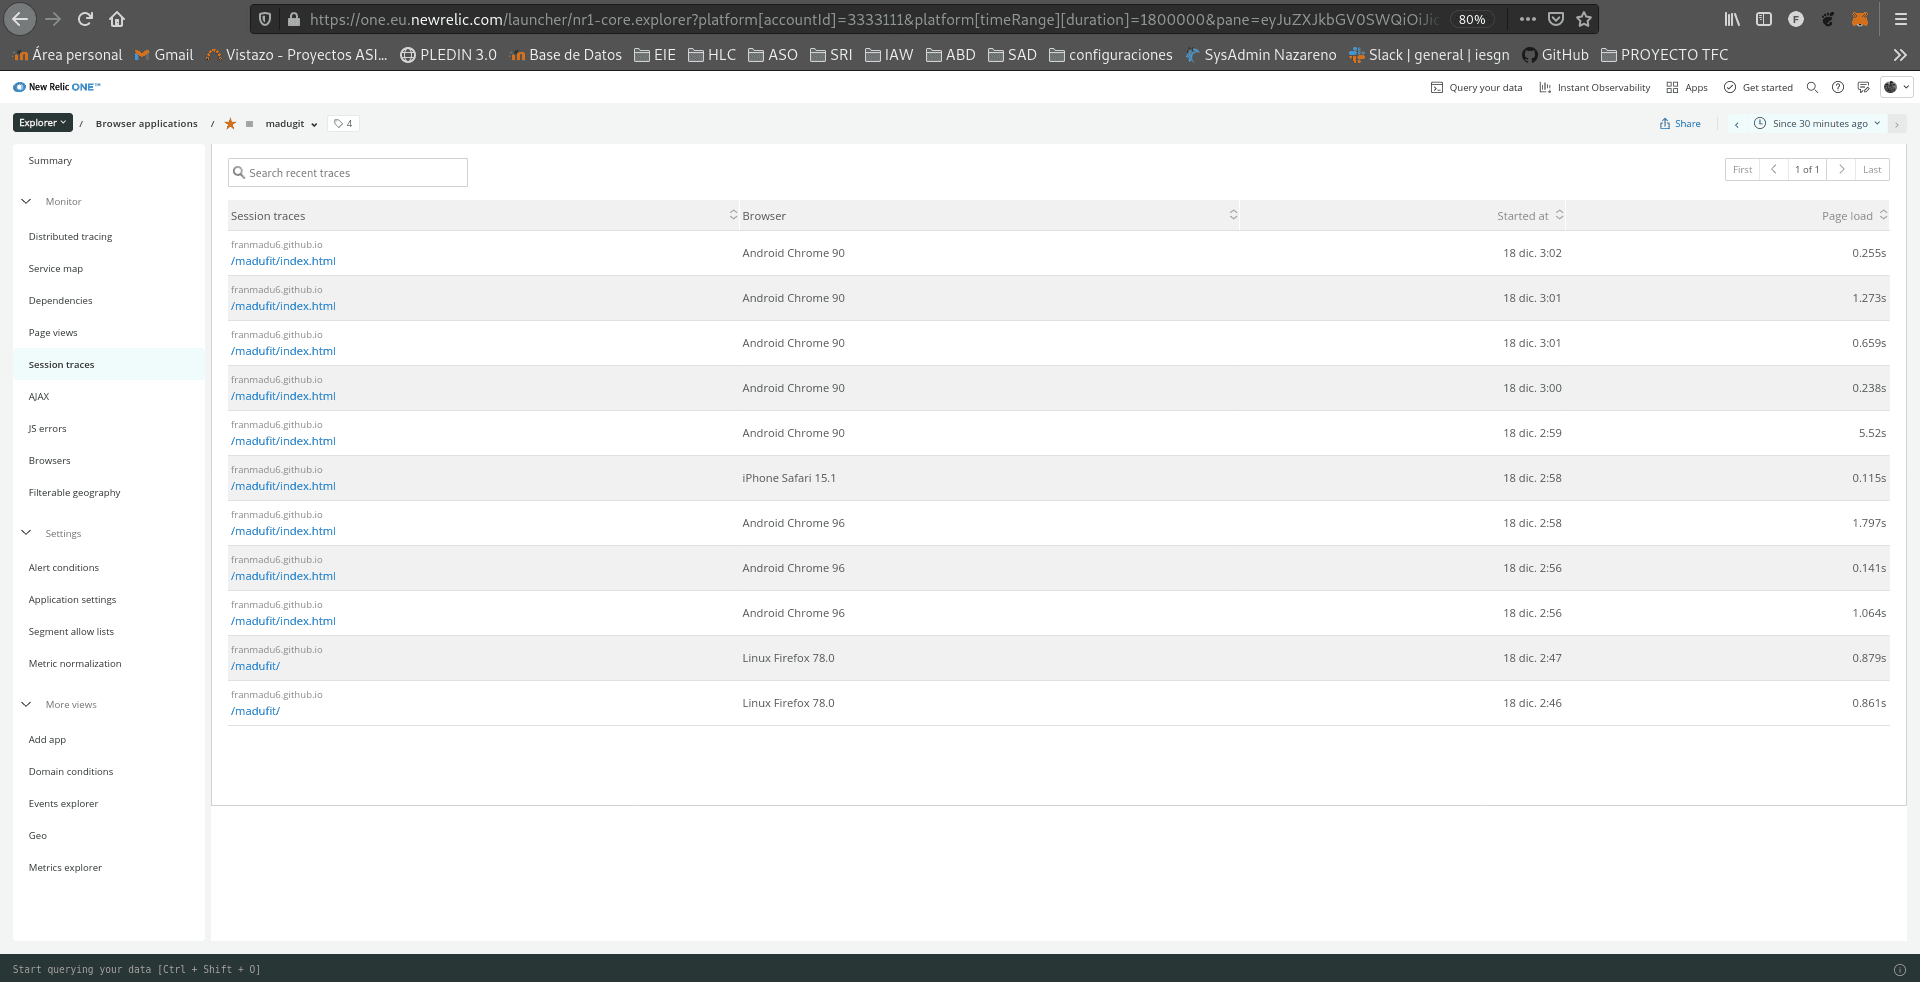 https://one.eu.newrelic.com/launcher/nr1-core.explorer?platform[accountId]=3333111&platform[timeRange][duration]=1800000&pane=eyJuZXJkbGV0SWQiOiJic 80%
Área personal Gmail Vistazo - Proyectos ASI... PLEDIN 3.0 Base de Datos EIE HLC ASO SRI IAW ABD SAD configuraciones SysAdmin Nazareno Slack | general | iesgn GitHub PROYECTO TFC
New Relic ONE™ Query your data Instant Observability Apps Get started
Explorer / Browser applications / madugit 4 Share Since 30 minutes ago
Summary
Monitor
Distributed tracing
Service map
Dependencies
Page views
Session traces
AJAX
JS errors
Browsers
Filterable geography
Settings
Alert conditions
Application settings
Segment allow lists
Metric normalization
More views
Add app
Domain conditions
Events explorer
Geo
Metrics explorer
Search recent traces First 1 of 1 Last
Session traces Browser Started at Page load
franmadu6.github.io
/madufit/index.html Android Chrome 90 18 dic. 3:02 0.255s
franmadu6.github.io
/madufit/index.html Android Chrome 90 18 dic. 3:01 1.273s
franmadu6.github.io
/madufit/index.html Android Chrome 90 18 dic. 3:01 0.659s
franmadu6.github.io
/madufit/index.html Android Chrome 90 18 dic. 3:00 0.238s
franmadu6.github.io
/madufit/index.html Android Chrome 90 18 dic. 2:59 5.52s
franmadu6.github.io
/madufit/index.html iPhone Safari 15.1 18 dic. 2:58 0.115s
franmadu6.github.io
/madufit/index.html Android Chrome 96 18 dic. 2:58 1.797s
franmadu6.github.io
/madufit/index.html Android Chrome 96 18 dic. 2:56 0.141s
franmadu6.github.io
/madufit/index.html Android Chrome 96 18 dic. 2:56 1.064s
franmadu6.github.io
/madufit/ Linux Firefox 78.0 18 dic. 2:47 0.879s
franmadu6.github.io
/madufit/ Linux Firefox 78.0 18 dic. 2:46 0.861s
Start querying your data [Ctrl + Shift + O]